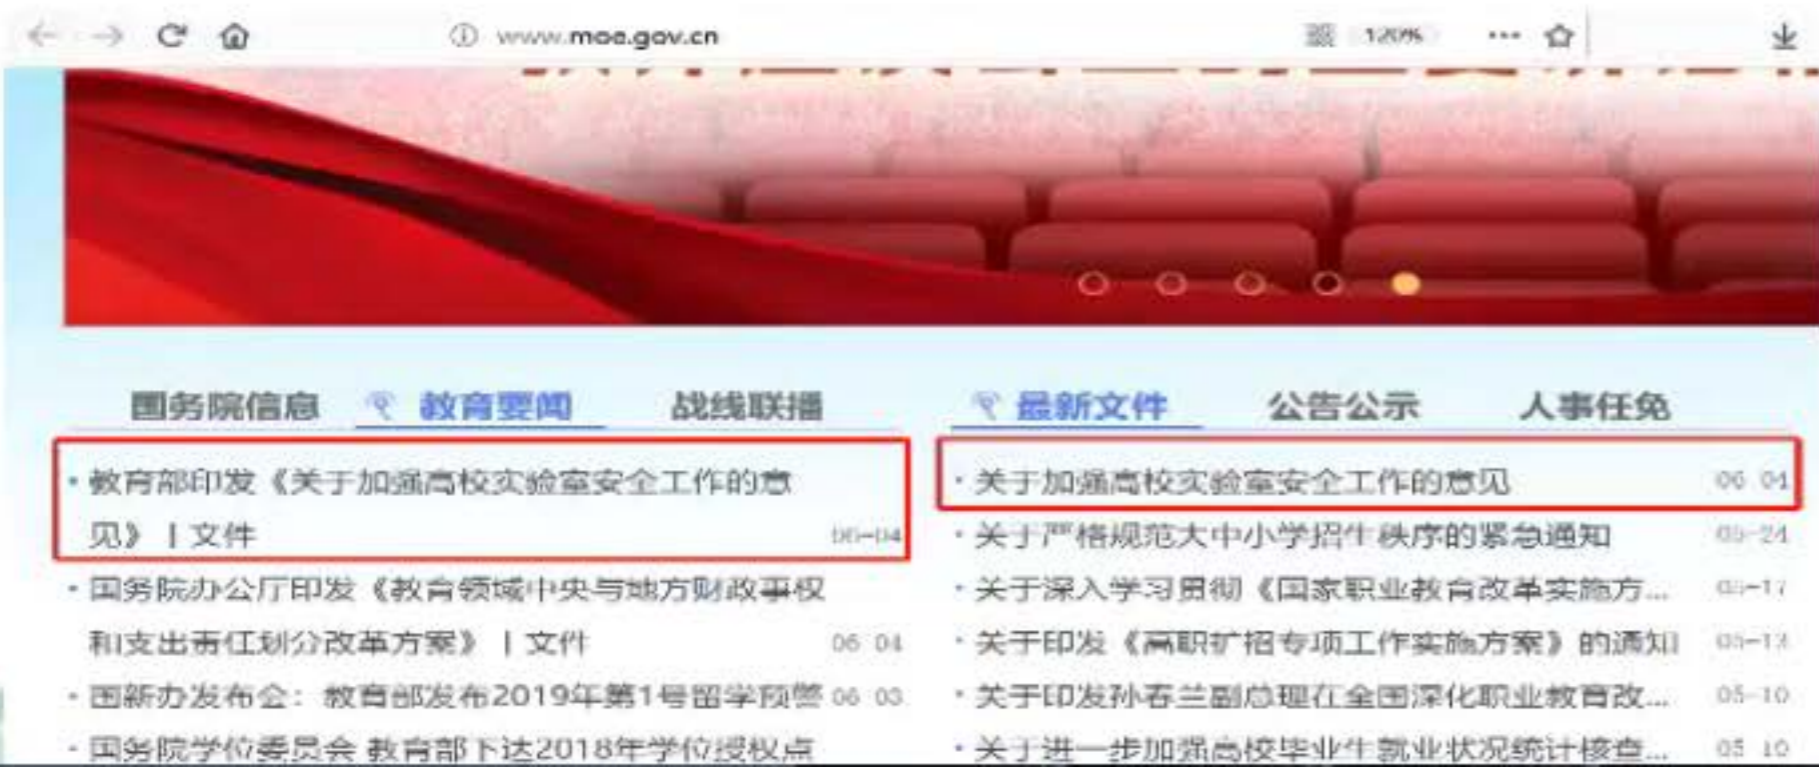 www.moe.gov.cn
120%
国务院信息 教育要闻 战线联播
教育部印发《关于加强高校实验室安全工作的意
见》丨文件 06-04
国务院办公厅印发《教育领域中央与地方财政事权
和支出责任划分改革方案》丨文件 06-04
国新办发布会：教育部发布2019年第1号留学预警 06-03
国务院学位委员会 教育部下达2018年学位授权点
最新文件 公告公示 人事任免
关于加强高校实验室安全工作的意见 06-04
关于严格规范大中小学招生秩序的紧急通知 05-24
关于深入学习贯彻《国家职业教育改革实施方... 05-17
关于印发《高职扩招专项工作实施方案》的通知 05-13
关于印发孙春兰副总理在全国深化职业教育改... 05-10
关于进一步加强高校毕业生就业状况统计核查... 05-10